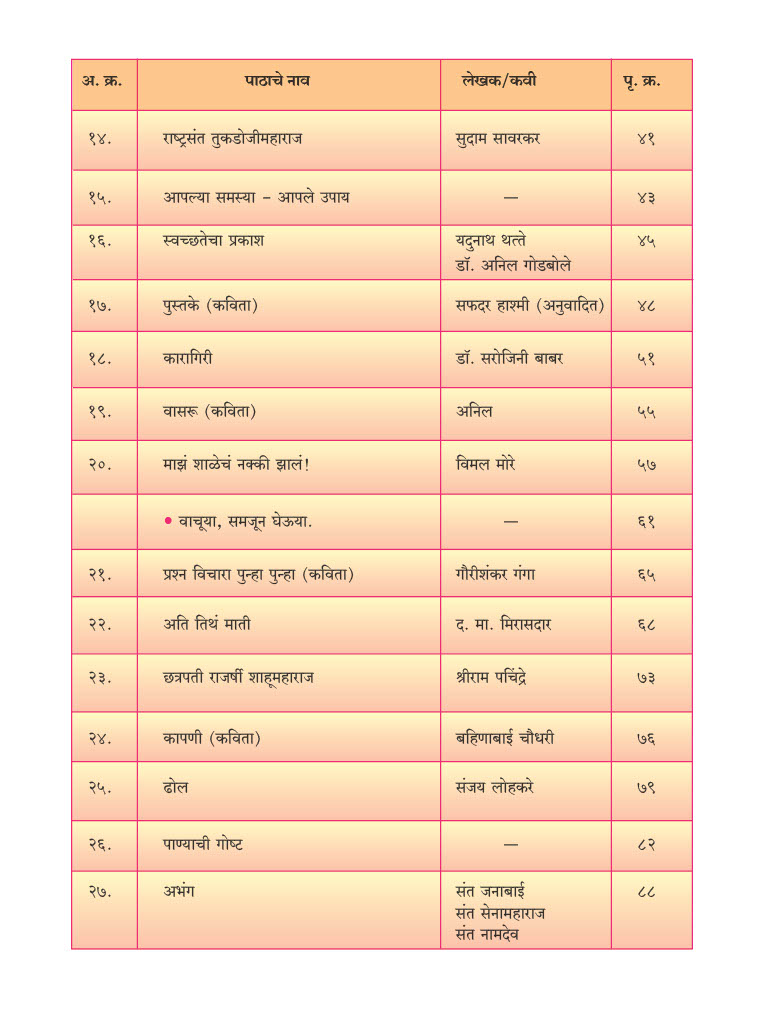 अ. क्र. पाठाचे नाव लेखक/कवी पृ. क्र.
१४. राष्ट्रसंत तुकडोजीमहाराज सुदाम सावरकर ४१
१५. आपल्या समस्या – आपले उपाय — ४३
१६. स्वच्छतेचा प्रकाश यदुनाथ थत्ते ४५
डॉ. अनिल गोडबोले
१७. पुस्तके (कविता) सफदर हाश्मी (अनुवादित) ४८
१८. कारागिरी डॉ. सरोजिनी बाबर ५१
१९. वासरू (कविता) अनिल ५५
२०. माझं शाळेचं नक्की झालं! विमल मोरे ५७
• वाचूया, समजून घेऊया. — ६१
२१. प्रश्न विचारा पुन्हा पुन्हा (कविता) गौरीशंकर गंगा ६५
२२. अति तिथं माती द. मा. मिरासदार ६८
२३. छत्रपती राजर्षी शाहूमहाराज श्रीराम पचिंद्रे ७३
२४. कापणी (कविता) बहिणाबाई चौधरी ७६
२५. ढोल संजय लोहकरे ७९
२६. पाण्याची गोष्ट — ८२
२७. अभंग संत जनाबाई ८८
संत सेनामहाराज
संत नामदेव